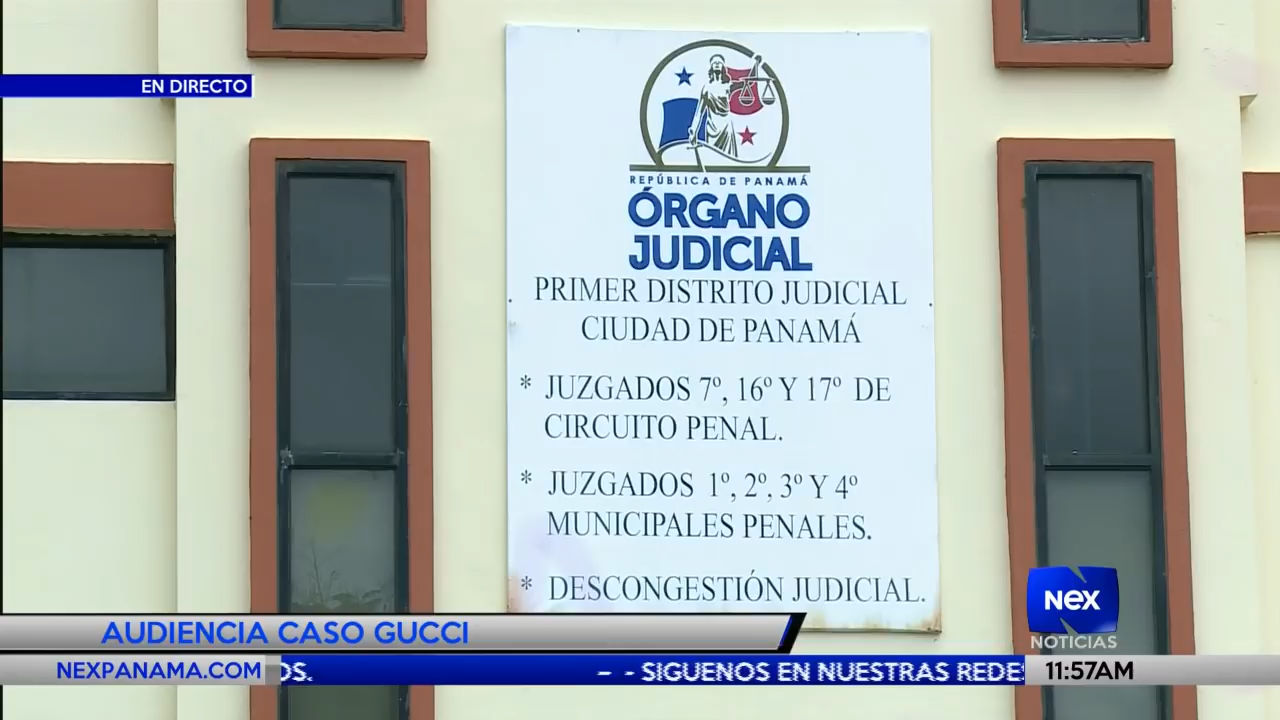 EN DIRECTO
REPÚBLICA DE PANAMÁ
ÓRGANO
JUDICIAL
. PRIMER DISTRITO JUDICIAL .
CIUDAD DE PANAMÁ
* JUZGADOS 7º, 16º Y 17º DE
CIRCUITO PENAL.
* JUZGADOS 1º, 2º, 3º Y 4º
MUNICIPALES PENALES.
* DESCONGESTIÓN JUDICIAL.
AUDIENCIA CASO GUCCI
NEX
NOTICIAS
NEXPANAMA.COM
OS. – - SIGUENOS EN NUESTRAS REDES
11:57AM